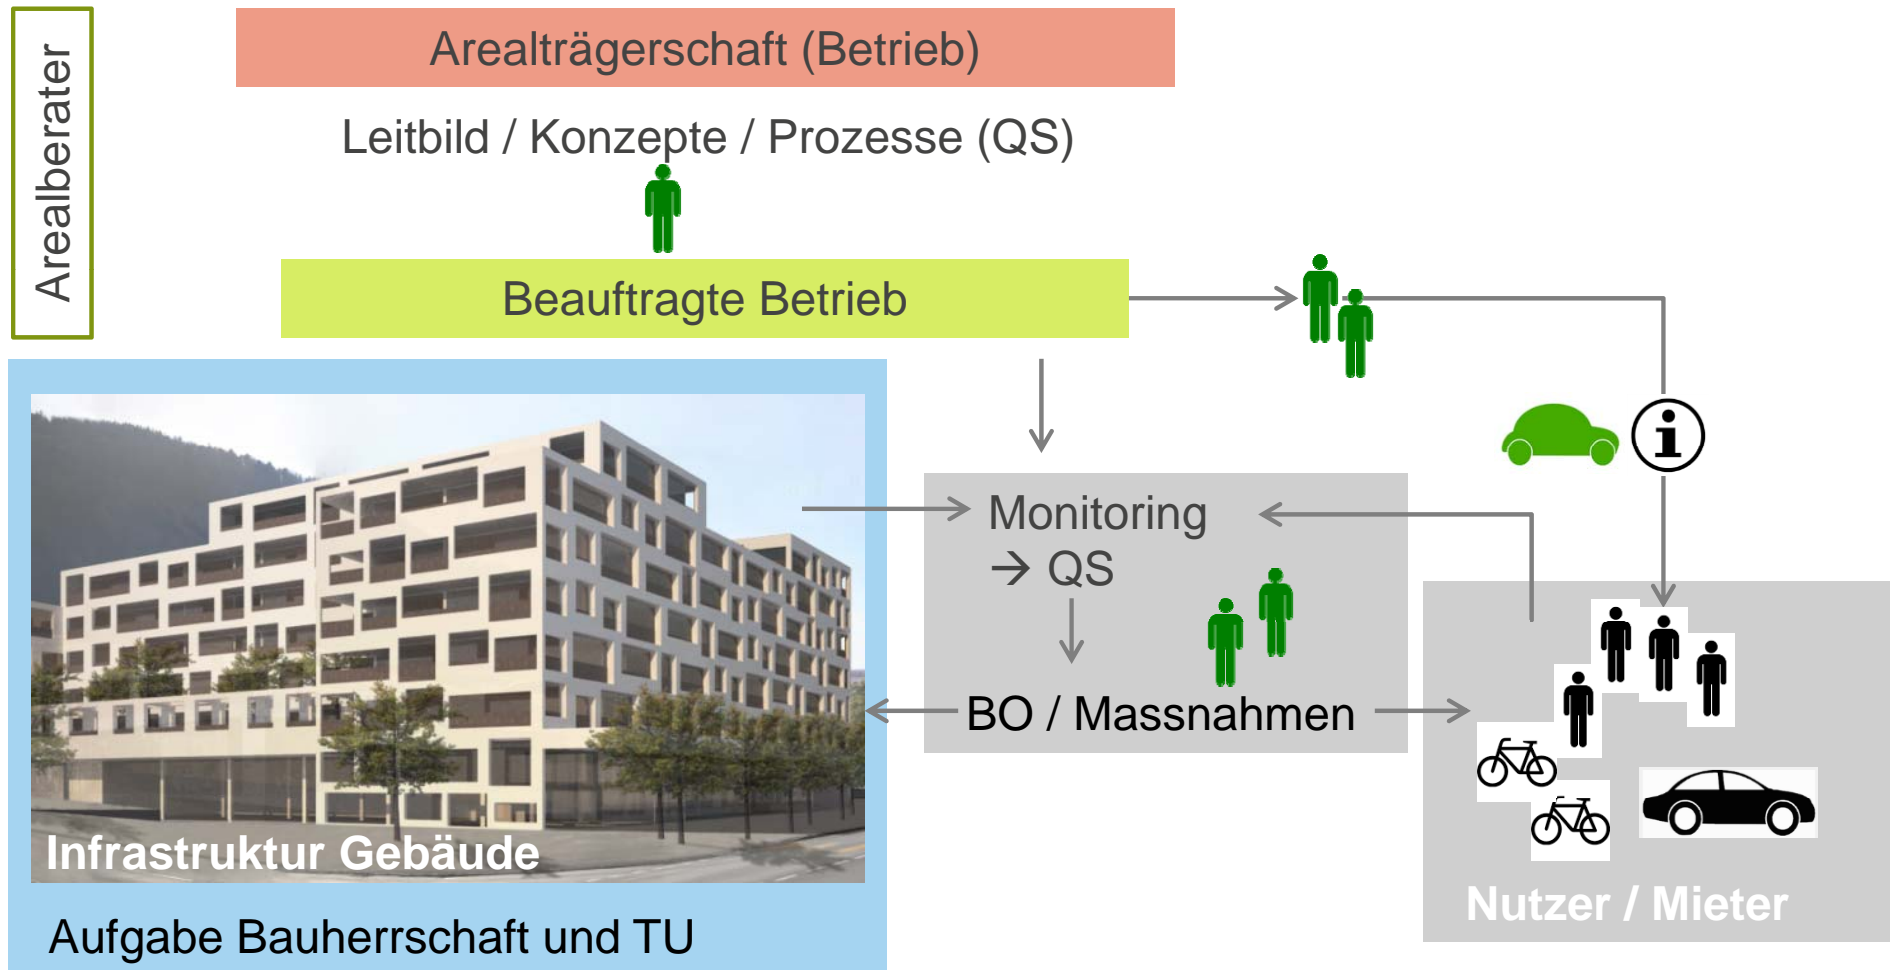 Arealberater
Arealträgerschaft (Betrieb)
Leitbild / Konzepte / Prozesse (QS)
Beauftragte Betrieb
i
Monitoring
→ QS
BO / Massnahmen
Infrastruktur Gebäude
Aufgabe Bauherrschaft und TU
Nutzer / Mieter